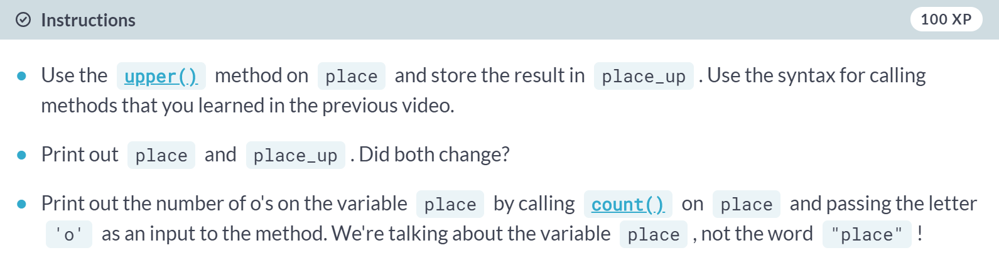 Instructions
100 XP
Use the upper() method on place and store the result in place_up . Use the syntax for calling
methods that you learned in the previous video.
Print out place and place_up . Did both change?
Print out the number of o's on the variable place by calling count() on place and passing the letter
'o' as an input to the method. We're talking about the variable place , not the word "place" !